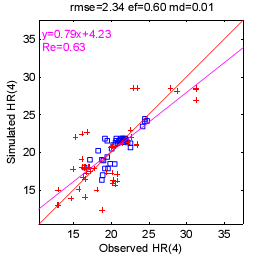 rmse=2.34 ef=0.60 md=0.01
y=0.79x+4.23
Re=0.63
35
30
25
20
15
Simulated HR(4)
15 20 25 30 35
Observed HR(4)